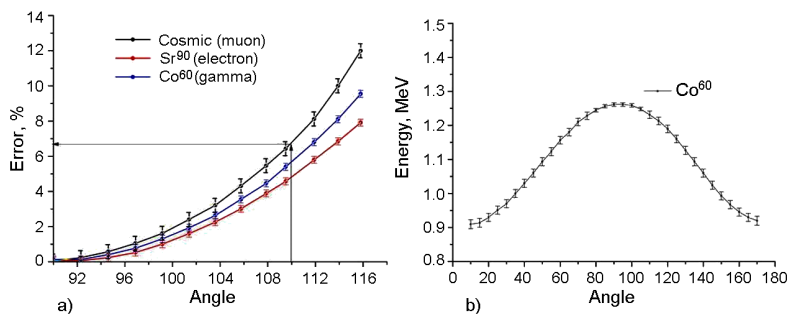 14
12
10
8
6
4
2
0
Error, %
Cosmic (muon)
Sr90 (electron)
Co60 (gamma)
92 96 100 104 108 112 116
Angle
a)
1.5
1.4
1.3
1.2
1.1
1.0
0.9
0.8
Energy, MeV
Co60
0 20 40 60 80 100 120 140 160 180
Angle
b)